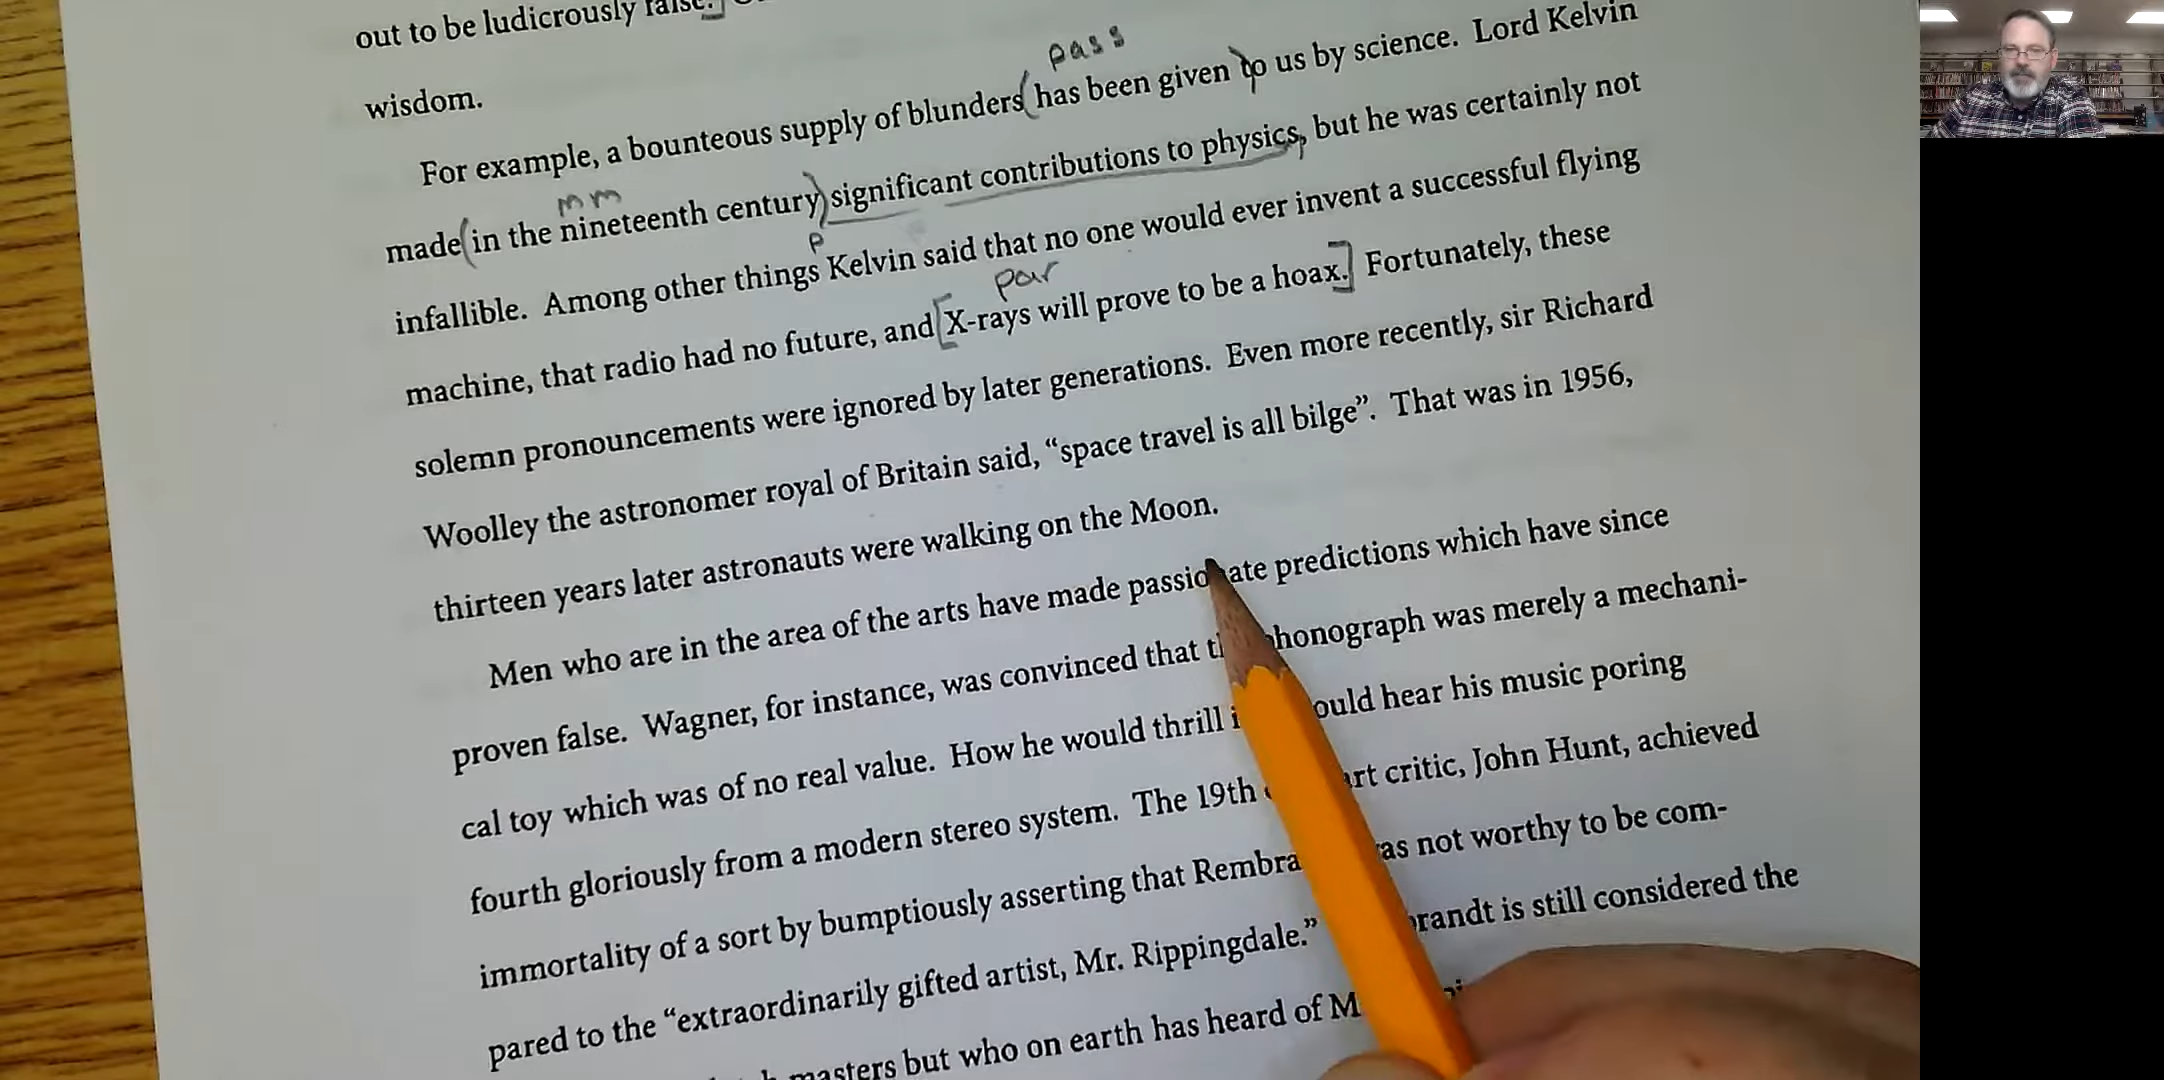 out to be ludicrously false.
pass
wisdom.
For example, a bounteous supply of blunders has been given to us by science. Lord Kelvin
mm
made in the nineteenth century significant contributions to physics, but he was certainly not
p
infallible. Among other things Kelvin said that no one would ever invent a successful flying
par
machine, that radio had no future, and X-rays will prove to be a hoax. Fortunately, these
solemn pronouncements were ignored by later generations. Even more recently, sir Richard
Woolley the astronomer royal of Britain said, “space travel is all bilge”. That was in 1956,
thirteen years later astronauts were walking on the Moon.
Men who are in the area of the arts have made passionate predictions which have since
proven false. Wagner, for instance, was convinced that phonograph was merely a mechani-
cal toy which was of no real value. How he would thrill hear his music poring
fourth gloriously from a modern stereo system. The 19th art critic, John Hunt, achieved
immortality of a sort by bumptiously asserting that Rembrandt was not worthy to be com-
pared to the “extraordinarily gifted artist, Mr. Rippingdale.” Rembrandt is still considered the
masters but who on earth has heard of